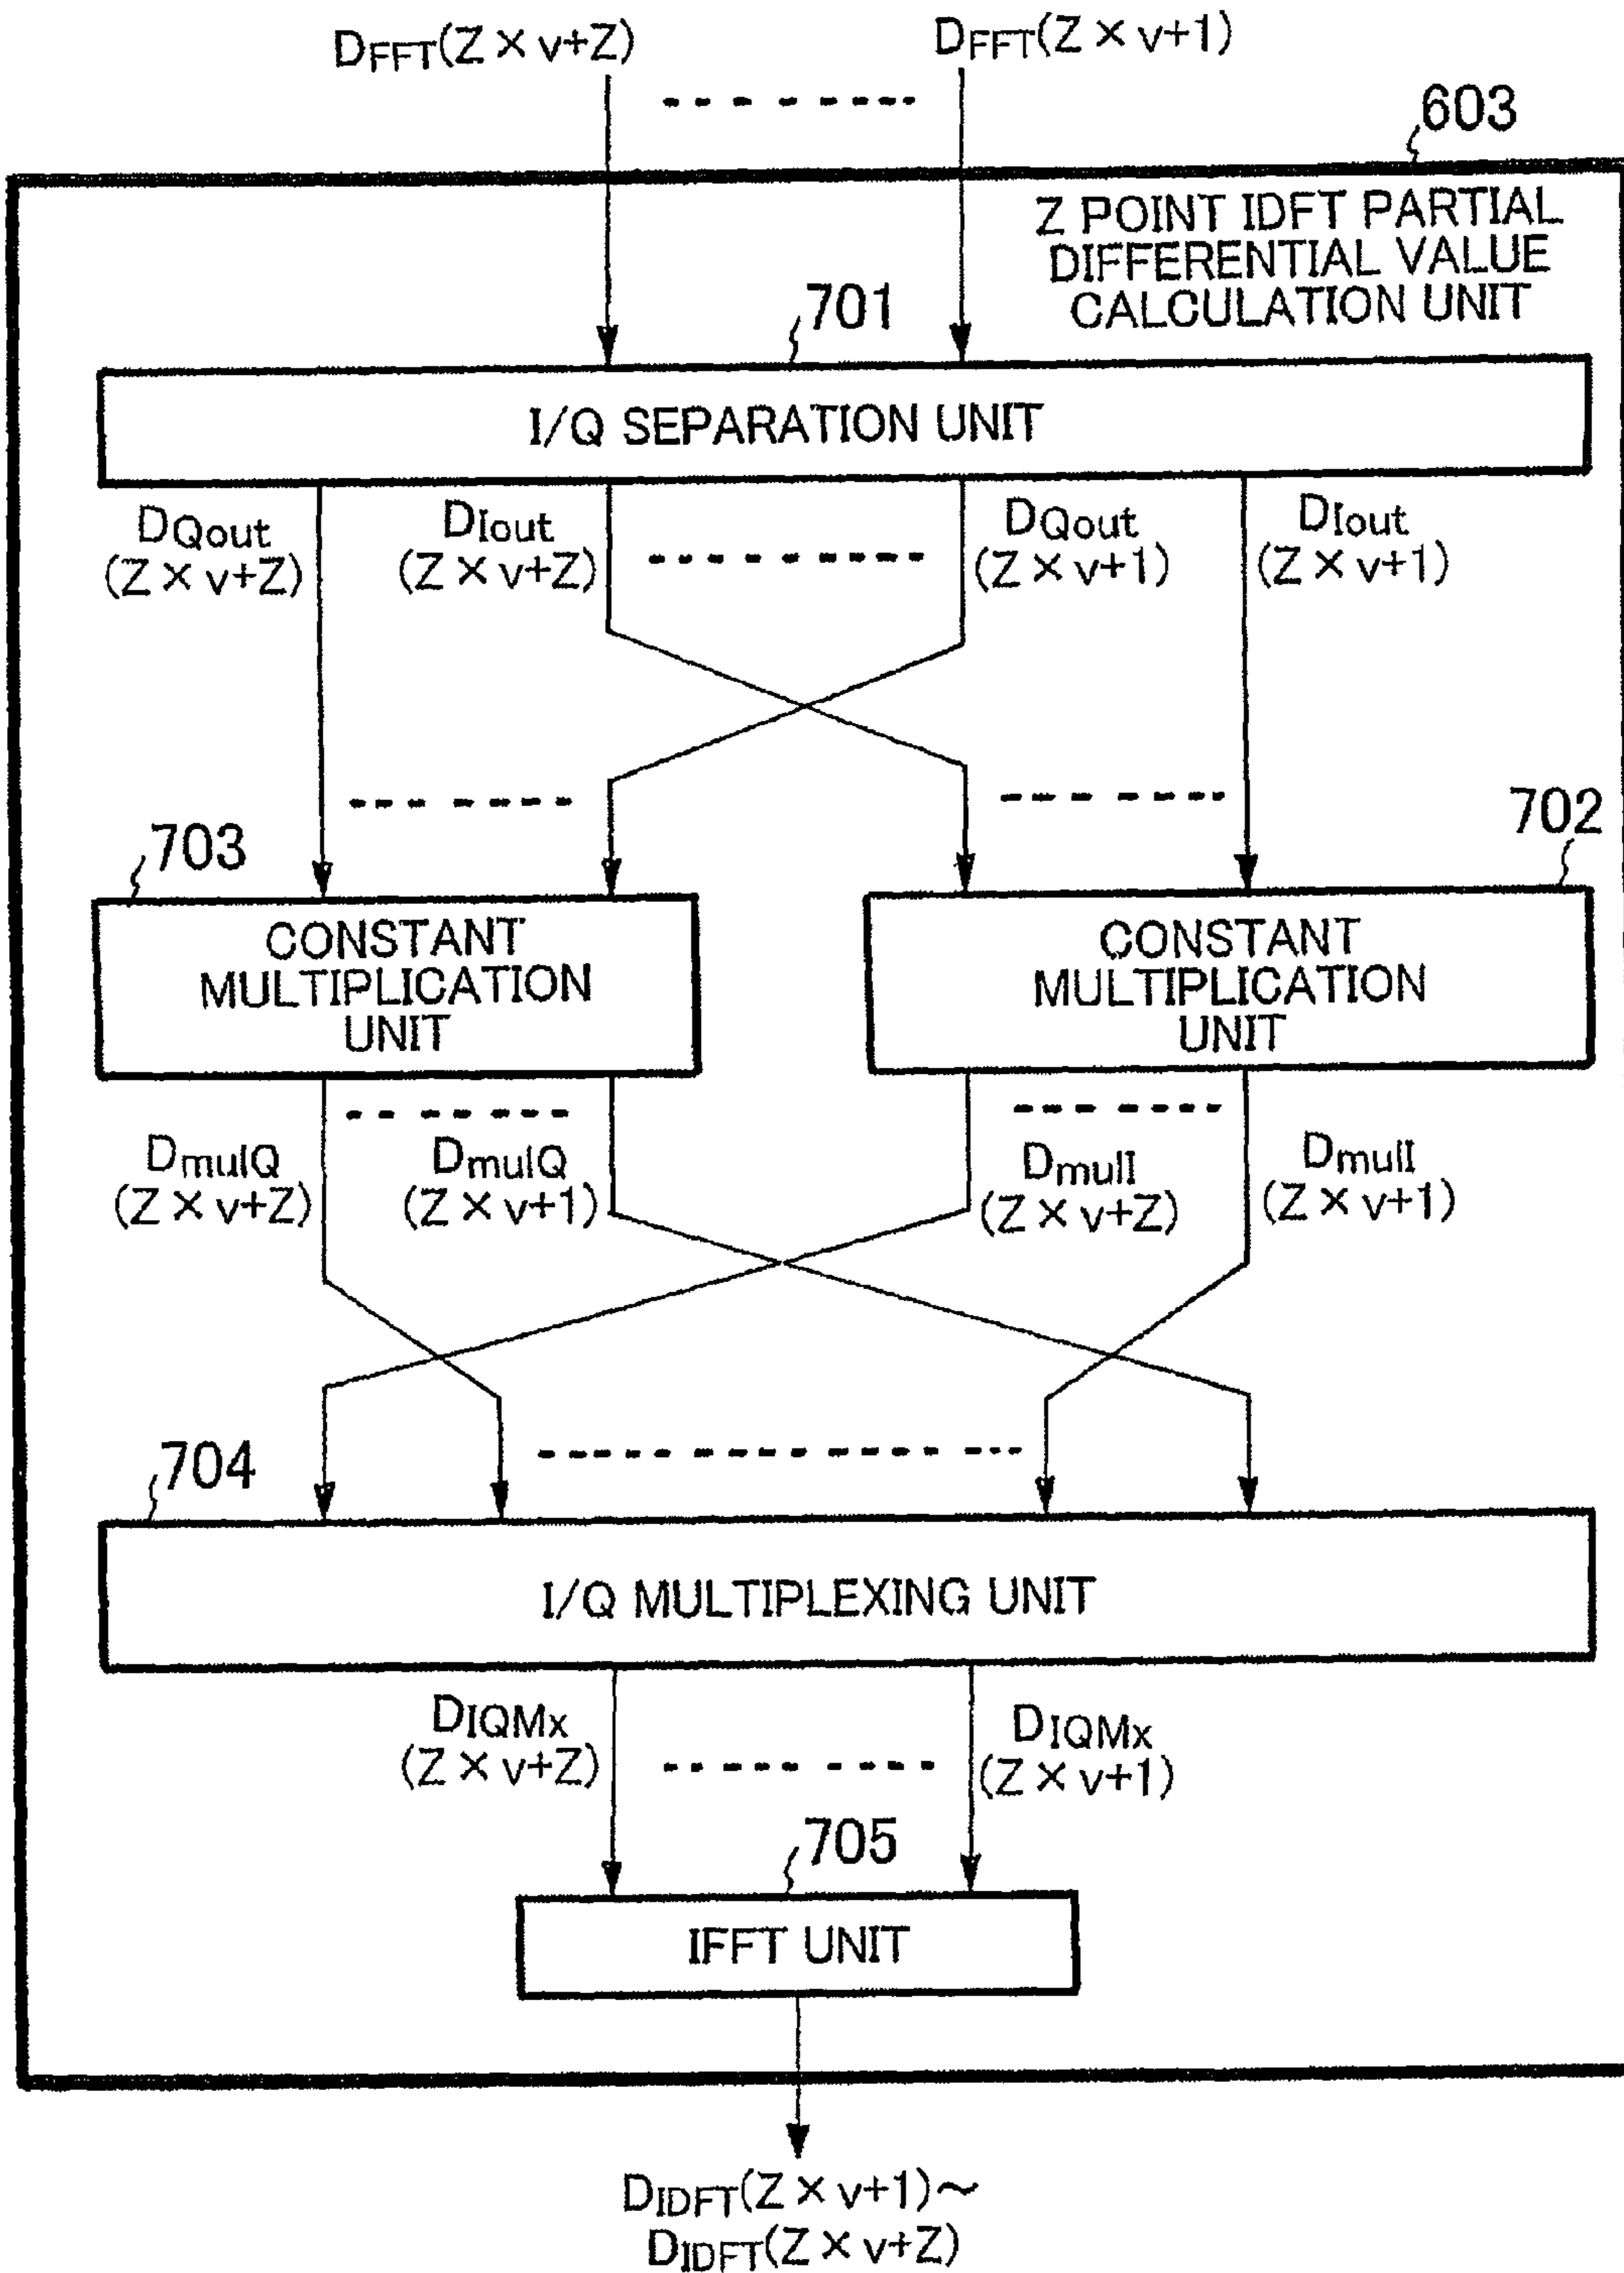 DFFT(Z × v+Z)
DFFT(Z × v+1)
603
Z POINT IDFT PARTIAL
DIFFERENTIAL VALUE
CALCULATION UNIT
701
I/Q SEPARATION UNIT
DQout
(Z × v+Z)
DIout
(Z × v+Z)
DQout
(Z × v+1)
DIout
(Z × v+1)
703
702
CONSTANT
MULTIPLICATION
UNIT
CONSTANT
MULTIPLICATION
UNIT
DmulQ
(Z × v+Z)
DmulQ
(Z × v+1)
DmulI
(Z × v+Z)
DmulI
(Z × v+1)
704
I/Q MULTIPLEXING UNIT
DIQMx
(Z × v+Z)
DIQMx
(Z × v+1)
705
IFFT UNIT
DIDFT(Z × v+1)~
DIDFT(Z × v+Z)